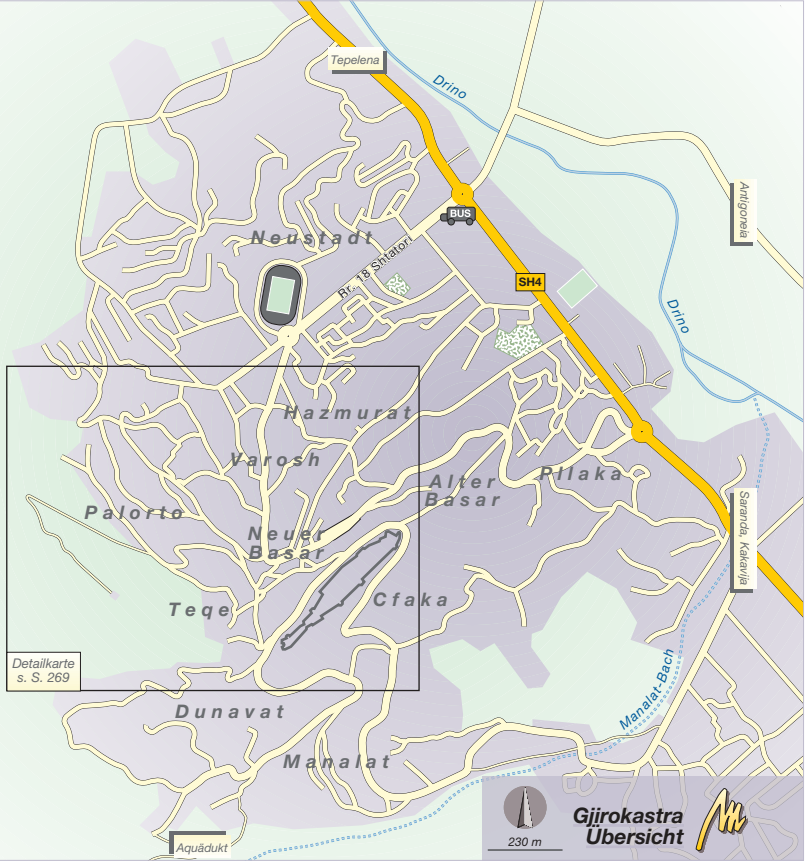 Tepelena
Drino
Antigoneia
BUS
Neustadt
Br. 18 Shtatori
SH4
Drino
Hazmurat
Varosh
Alter
Basar
Pllaka
Palorto
Neuer
Basar
Saranda, Kakavija
Teqe
Cfaka
Detailkarte
s. S. 269
Manalat-Bach
Dunavat
Manalat
Gjirokastra
Übersicht
230 m
Aquädukt